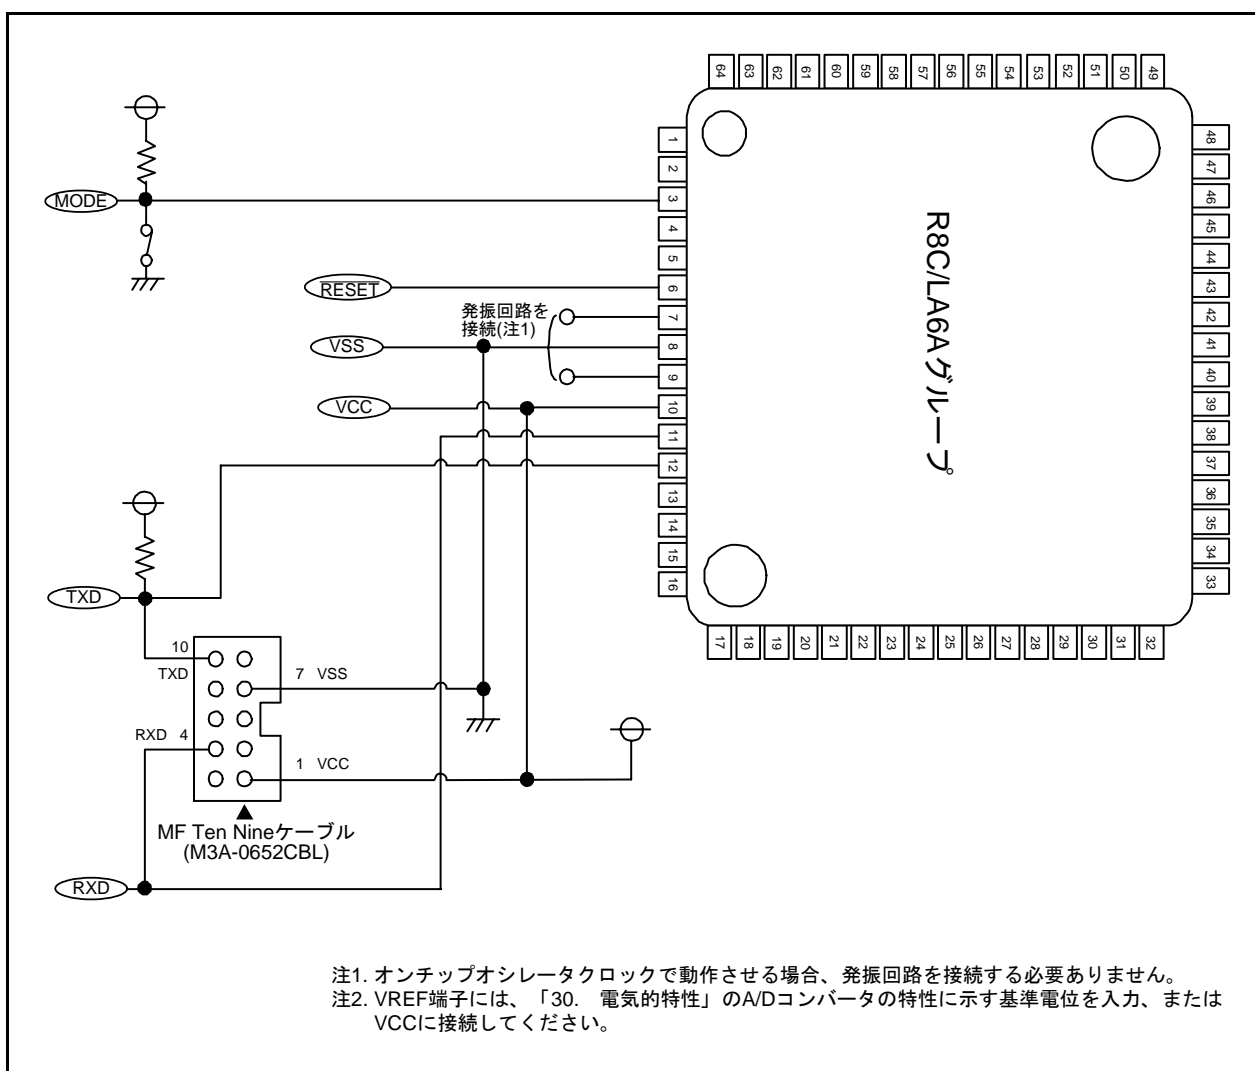 64 63 62 61 60 59 58 57 56 55 54 53 52 51 50 49
1
2
3
4
5
6
7
8
9
10
11
12
13
14
15
16
48
47
46
45
44
43
42
41
40
39
38
37
36
35
34
33
17 18 19 20 21 22 23 24 25 26 27 28 29 30 31 32
R8C/LA6Aグループ
MODE
RESET
発振回路を
接続(注1)
VSS
VCC
TXD
10
TXD
7 VSS
RXD 4
1 VCC
MF Ten Nineケーブル
(M3A-0652CBL)
RXD
注1. オンチップオシレータクロックで動作させる場合、発振回路を接続する必要ありません。
注2. VREF端子には、「30. 電気的特性」のA/Dコンバータの特性に示す基準電位を入力、または
VCCに接続してください。